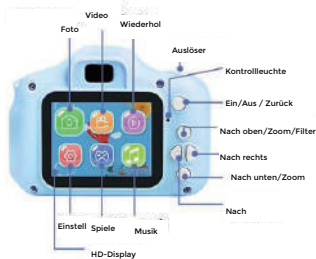 Video
Foto
Wiederhol
Auslöser
Kontrollleuchte
Ein/Aus / Zurück
Nach oben/Zoom/Filter
Nach rechts
Nach unten/Zoom
Nach
Einstell
Spiele
Musik
HD-Display